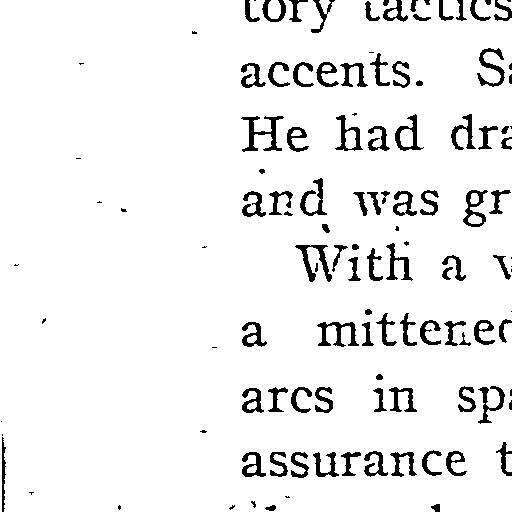 tory tactics
accents. Sa
He had dra
and was gr
With a v
a mittened
arcs in spa
assurance t